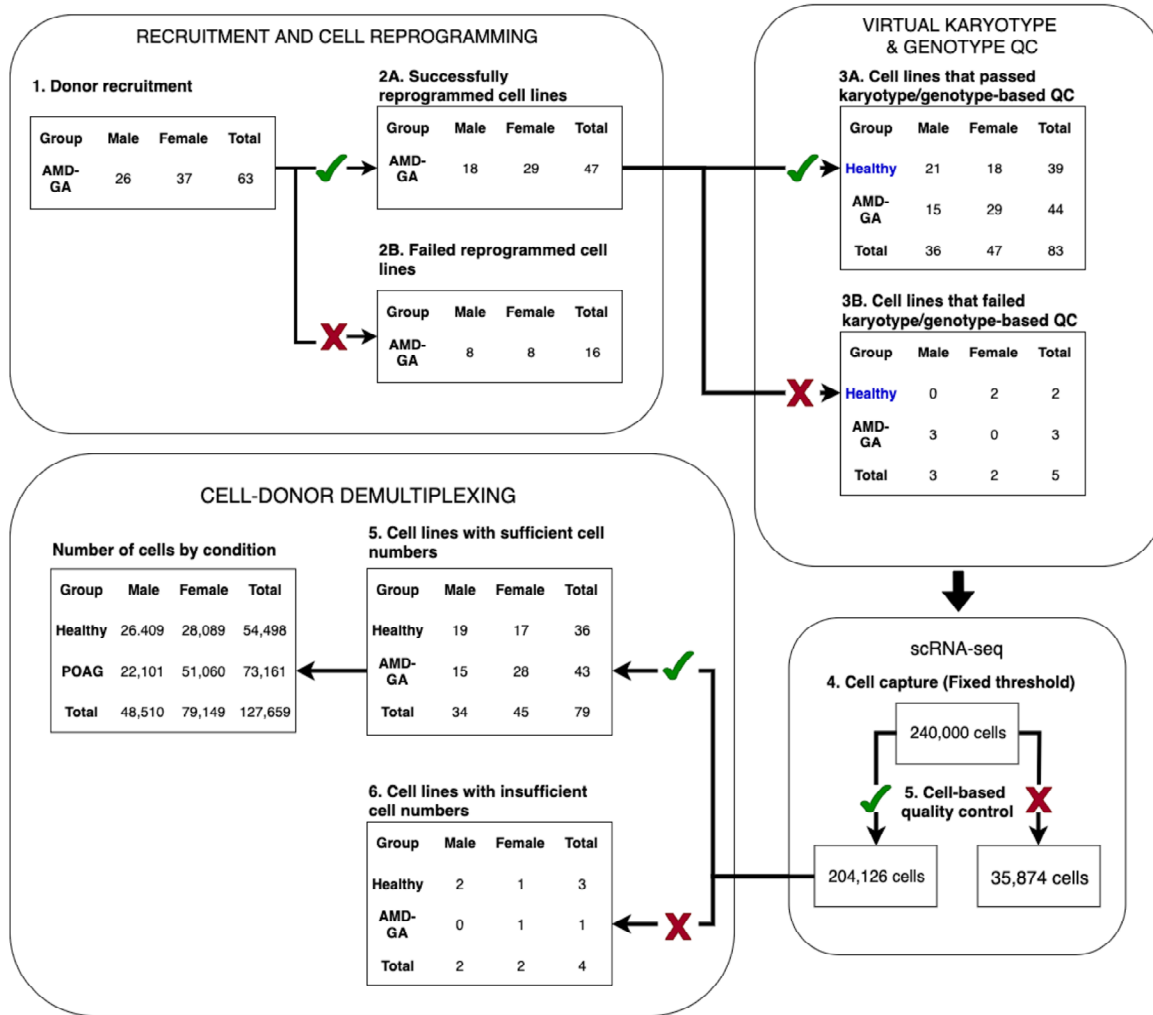 RECRUITMENT AND CELL REPROGRAMMING
1. Donor recruitment
Group Male Female Total
AMD-
GA 26 37 63
2A. Successfully
reprogrammed cell lines
Group Male Female Total
AMD-
GA 18 29 47
2B. Failed reprogrammed cell
lines
Group Male Female Total
AMD-
GA 8 8 16
VIRTUAL KARYOTYPE
& GENOTYPE QC
3A. Cell lines that passed
karyotype/genotype-based QC
Group Male Female Total
Healthy 21 18 39
AMD-
GA 15 29 44
Total 36 47 83
3B. Cell lines that failed
karyotype/genotype-based QC
Group Male Female Total
Healthy 0 2 2
AMD-
GA 3 0 3
Total 3 2 5
scRNA-seq
4. Cell capture (Fixed threshold)
240,000 cells
5. Cell-based
quality control
204,126 cells
35,874 cells
CELL-DONOR DEMULTIPLEXING
5. Cell lines with sufficient cell
numbers
Group Male Female Total
Healthy 19 17 36
AMD-
GA 15 28 43
Total 34 45 79
6. Cell lines with insufficient
cell numbers
Group Male Female Total
Healthy 2 1 3
AMD-
GA 0 1 1
Total 2 2 4
Number of cells by condition
Group Male Female Total
Healthy 26.409 28,089 54,498
POAG 22,101 51,060 73,161
Total 48,510 79,149 127,659